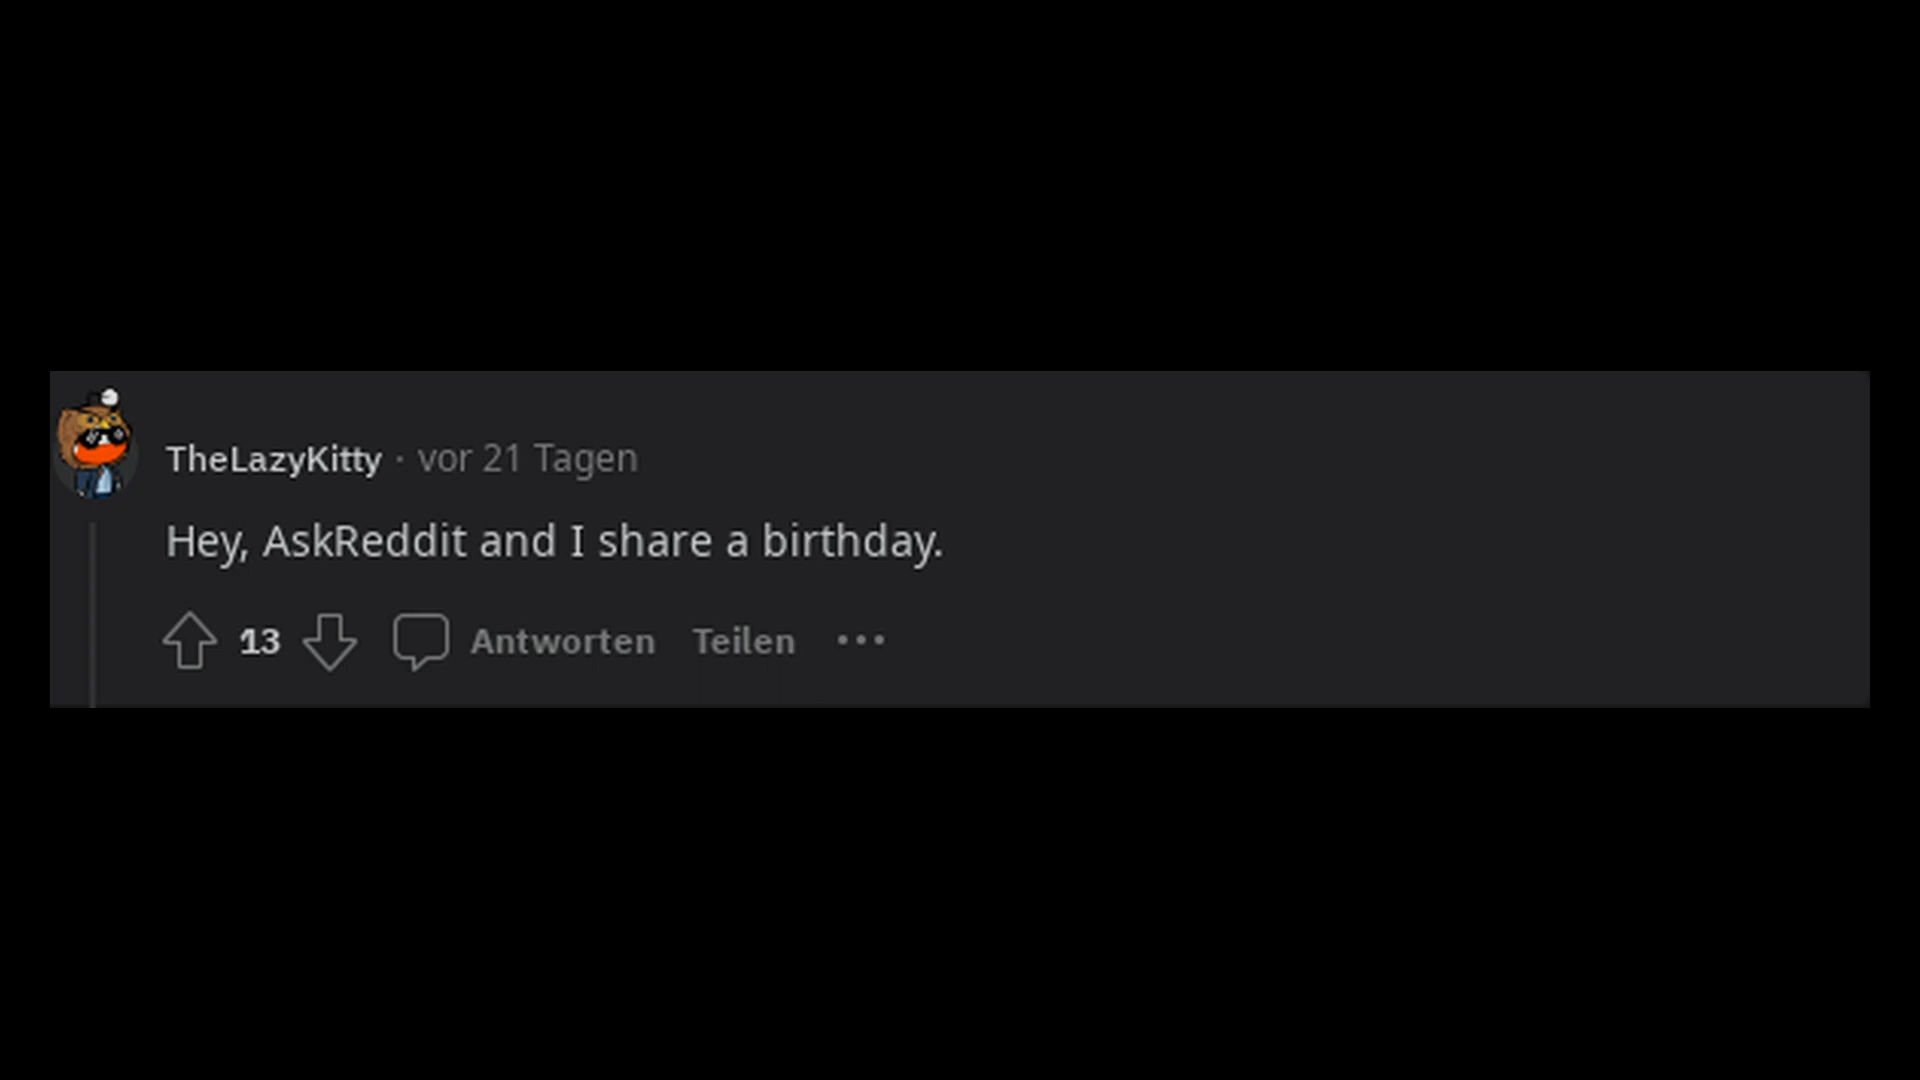 TheLazyKitty · vor 21 Tagen
Hey, AskReddit and I share a birthday.
13 Antworten Teilen ...